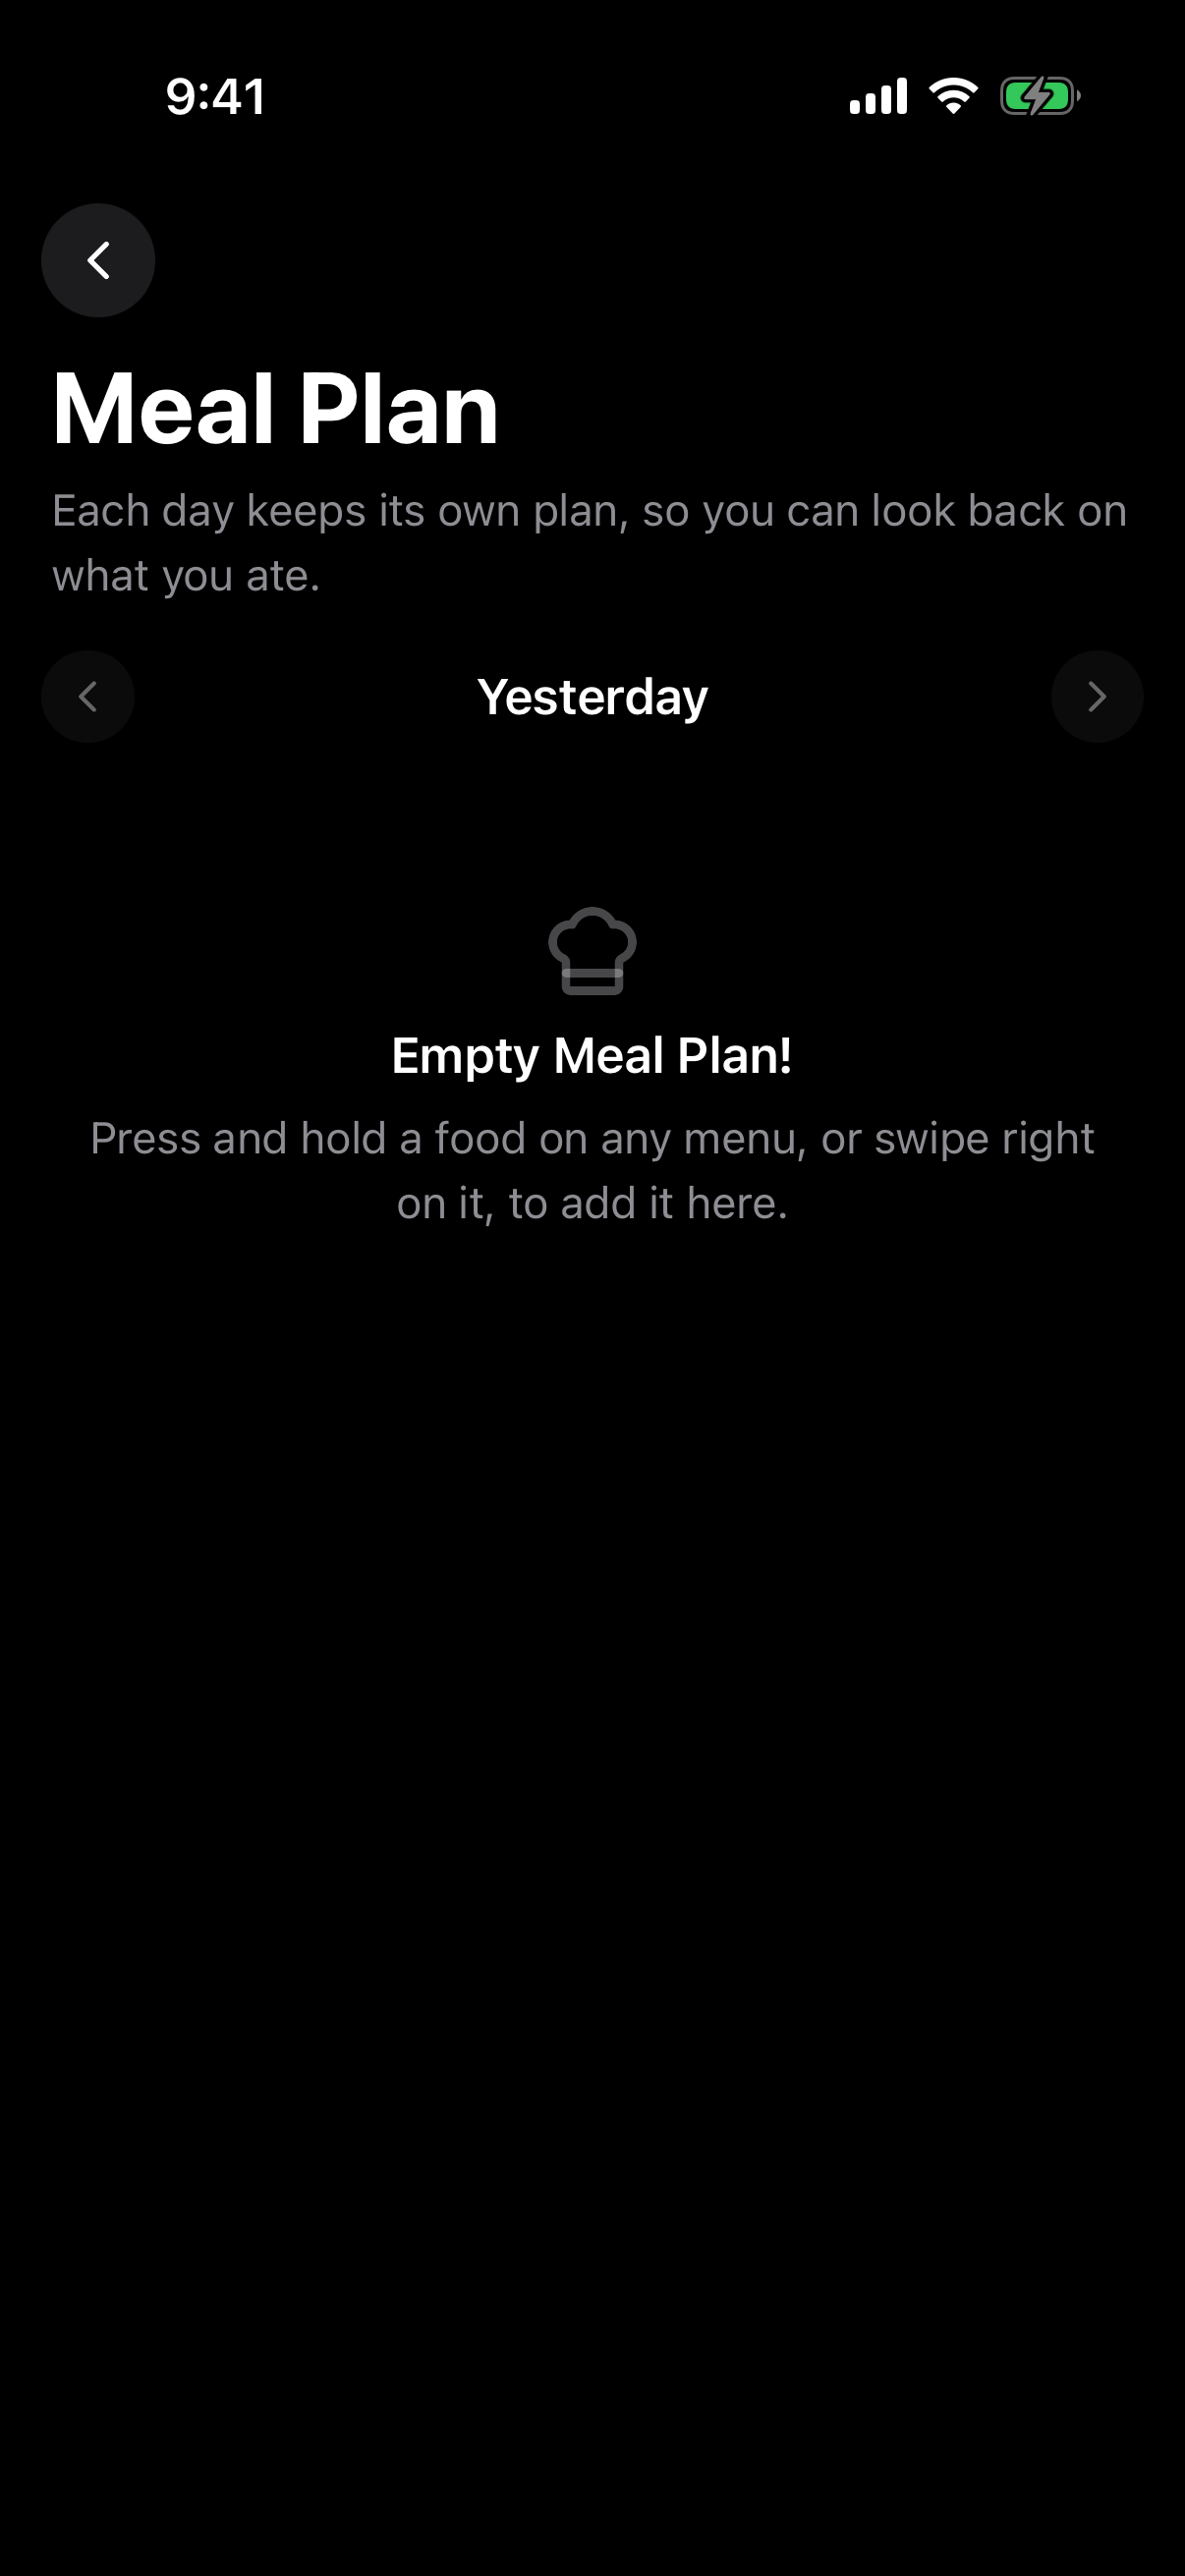 9:41
Meal Plan
Each day keeps its own plan, so you can look back on
what you ate.
Yesterday
Empty Meal Plan!
Press and hold a food on any menu, or swipe right
on it, to add it here.